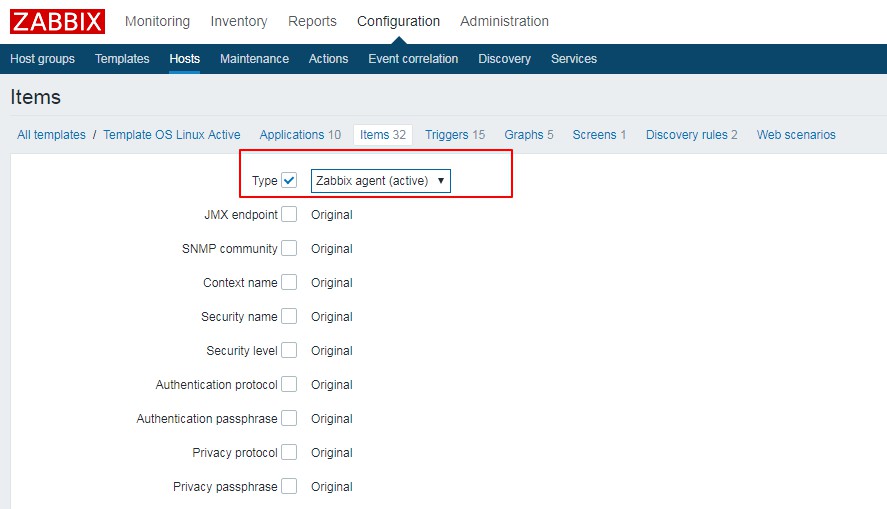 ZABBIX Monitoring Inventory Reports Configuration Administration
Host groups Templates Hosts Maintenance Actions Event correlation Discovery Services
Items
All templates / Template OS Linux Active Applications 10 Items 32 Triggers 15 Graphs 5 Screens 1 Discovery rules 2 Web scenarios
Type Zabbix agent (active)
JMX endpoint Original
SNMP community Original
Context name Original
Security name Original
Security level Original
Authentication protocol Original
Authentication passphrase Original
Privacy protocol Original
Privacy passphrase Original